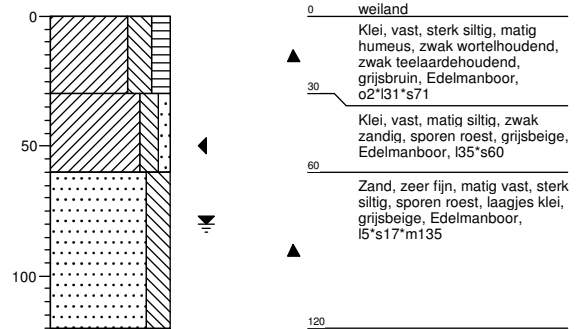 0
50
100
0 weiland
Klei, vast, sterk siltig, matig
humeus, zwak wortelhoudend,
zwak teelaardehoudend,
grijsbruin, Edelmanboor,
o2*l31*s71
30
Klei, vast, matig siltig, zwak
zandig, sporen roest, grijsbeige,
Edelmanboor, l35*s60
60
Zand, zeer fijn, matig vast, sterk
siltig, sporen roest, laagjes klei,
grijsbeige, Edelmanboor,
l5*s17*m135
120